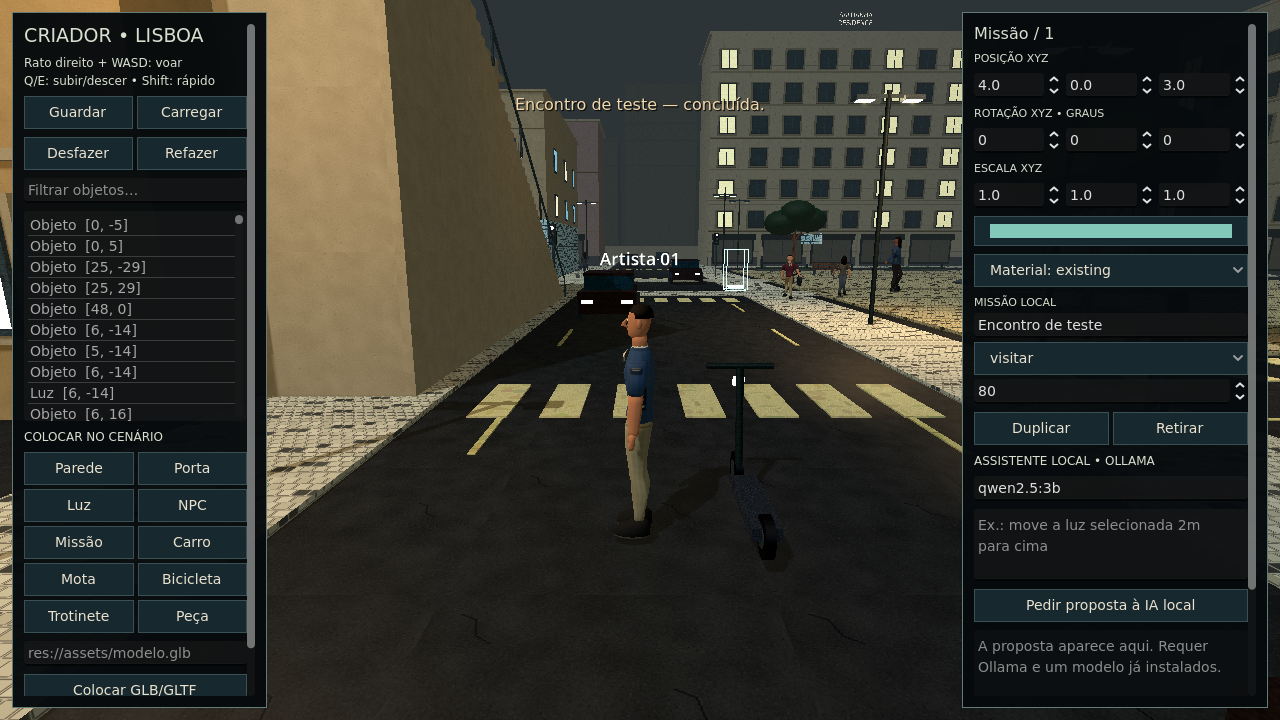 CRIADOR • LISBOA
Rato direito + WASD: voar
Q/E: subir/descer • Shift: rápido
Guardar
Carregar
Desfazer
Refazer
Filtrar objetos…
Objeto [0, -5]
Objeto [0, 5]
Objeto [25, -29]
Objeto [25, 29]
Objeto [48, 0]
Objeto [6, -14]
Objeto [5, -14]
Objeto [6, -14]
Luz [6, -14]
Objeto [6, 16]
COLOCAR NO CENÁRIO
Parede
Porta
Luz
NPC
Missão
Carro
Mota
Bicicleta
Trotinete
Peça
res://assets/modelo.glb
Colocar GLB/GLTF
Encontro de teste — concluída.
Artista 01
Missão / 1
POSIÇÃO XYZ
4.0
0.0
3.0
ROTAÇÃO XYZ • GRAUS
0
0
0
ESCALA XYZ
1.0
1.0
1.0
Material: existing
MISSÃO LOCAL
Encontro de teste
visitar
80
Duplicar
Retirar
ASSISTENTE LOCAL • OLLAMA
qwen2.5:3b
Ex.: move a luz selecionada 2m
para cima
Pedir proposta à IA local
A proposta aparece aqui. Requer
Ollama e um modelo já instalados.